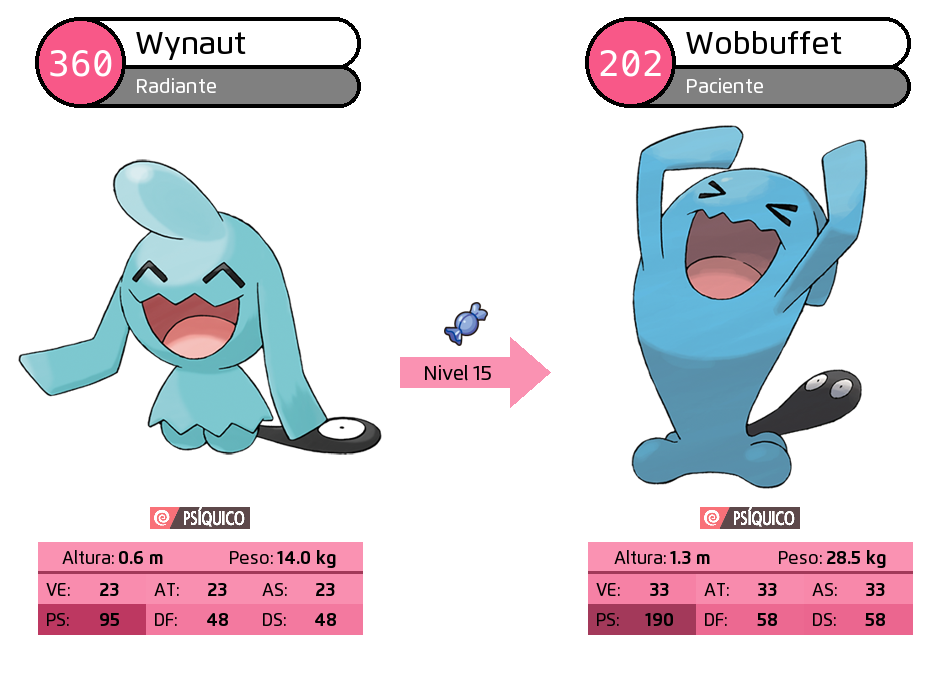 360 Wynaut
Radiante
202 Wobbuffet
Paciente
Nivel 15
PSÍQUICO
Altura: 0.6 m Peso: 14.0 kg
VE: 23 AT: 23 AS: 23
PS: 95 DF: 48 DS: 48
PSÍQUICO
Altura: 1.3 m Peso: 28.5 kg
VE: 33 AT: 33 AS: 33
PS: 190 DF: 58 DS: 58